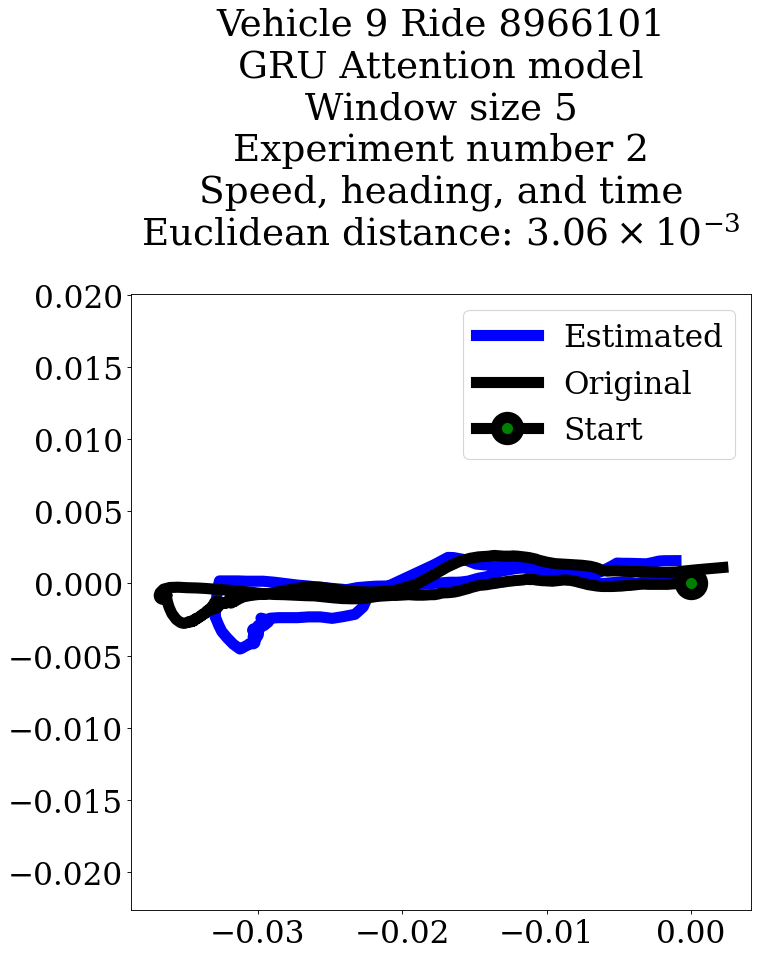 Vehicle 9 Ride 8966101
GRU Attention model
Window size 5
Experiment number 2
Speed, heading, and time
Euclidean distance: 3.06 × 10⁻³
0.020
Estimated
0.015
Original
0.010
Start
0.005
0.000
−0.005
−0.010
−0.015
−0.020
−0.03 −0.02 −0.01 0.00